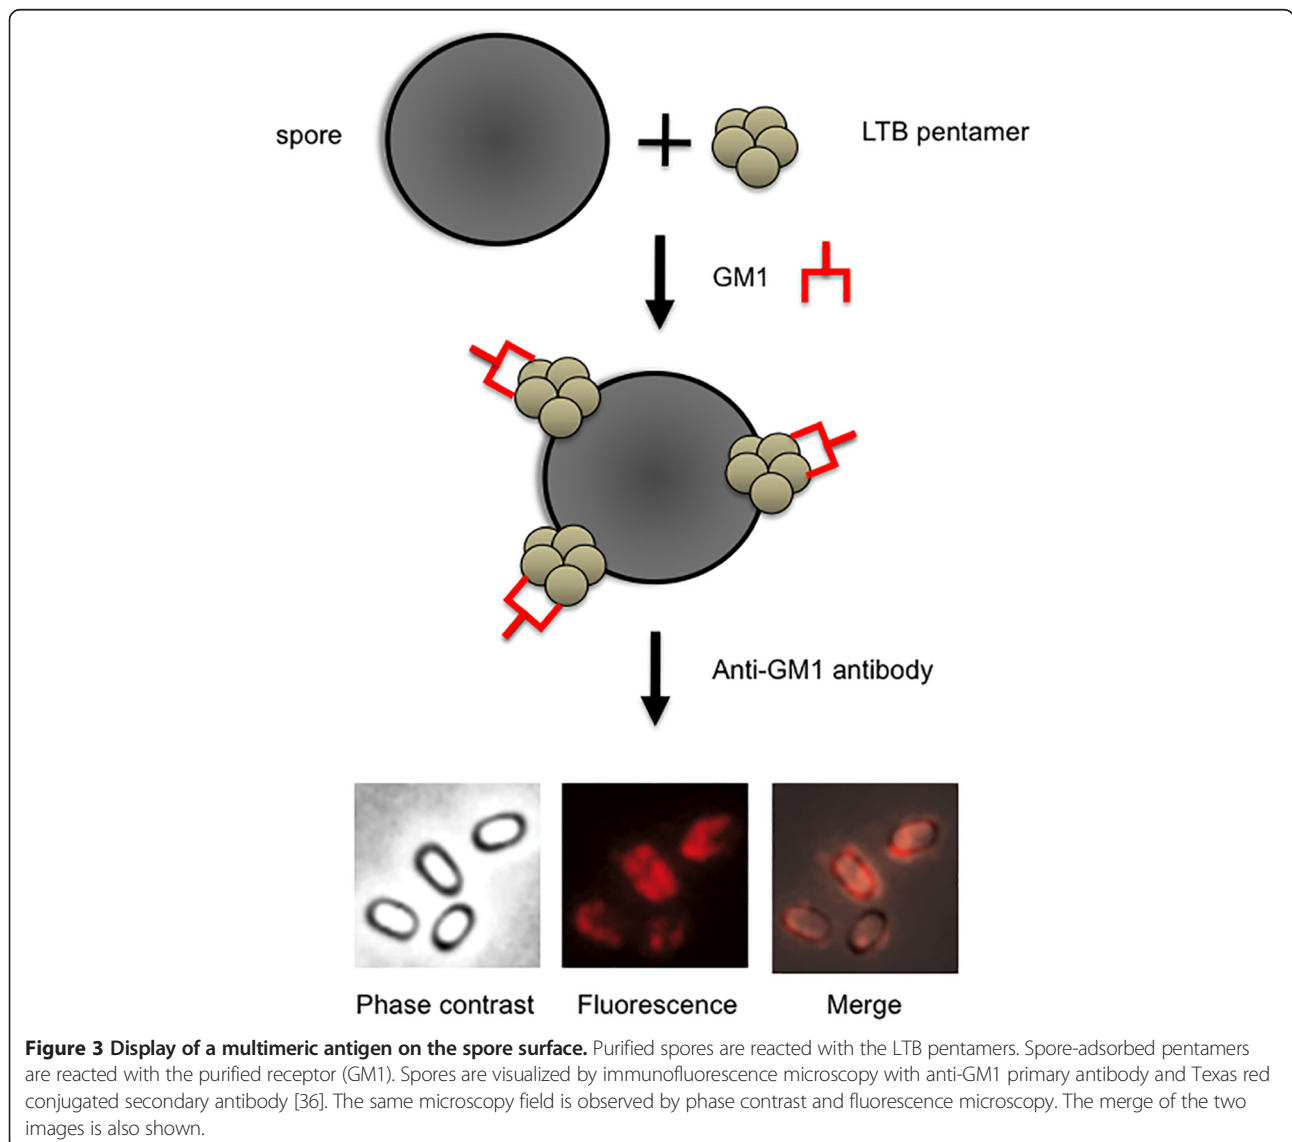 spore
LTB pentamer
GM1
Anti-GM1 antibody
Phase contrast
Fluorescence
Merge
Figure 3 Display of a multimeric antigen on the spore surface. Purified spores are reacted with the LTB pentamers. Spore-adsorbed pentamers
are reacted with the purified receptor (GM1). Spores are visualized by immunofluorescence microscopy with anti-GM1 primary antibody and Texas red
conjugated secondary antibody [36]. The same microscopy field is observed by phase contrast and fluorescence microscopy. The merge of the two
images is also shown.